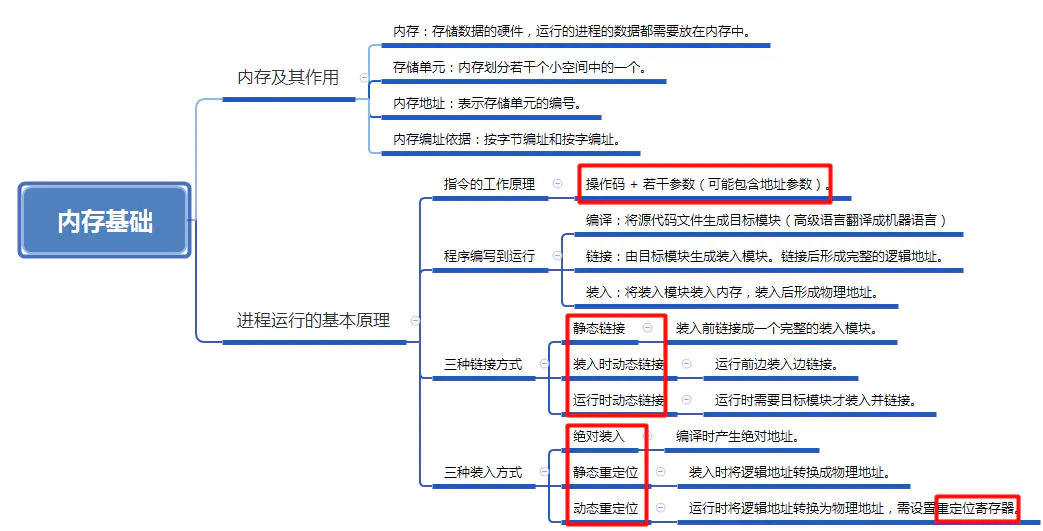 内存基础
内存及其作用
内存：存储数据的硬件，运行的进程的数据都需要放在内存中。
存储单元：内存划分若干个小空间中的一个。
内存地址：表示存储单元的编号。
内存编址依据：按字节编址和按字编址。
进程运行的基本原理
指令的工作原理
操作码 + 若干参数（可能包含地址参数）。
程序编写到运行
编译：将源代码文件生成目标模块（高级语言翻译成机器语言）
链接：由目标模块生成装入模块。链接后形成完整的逻辑地址。
装入：将装入模块装入内存，装入后形成物理地址。
三种链接方式
静态链接
装入前链接成一个完整的装入模块。
装入时动态链接
运行前边装入边链接。
运行时动态链接
运行时需要目标模块才装入并链接。
三种装入方式
绝对装入
编译时产生绝对地址。
静态重定位
装入时将逻辑地址转换成物理地址。
动态重定位
运行时将逻辑地址转换为物理地址，需设置重定位寄存器。